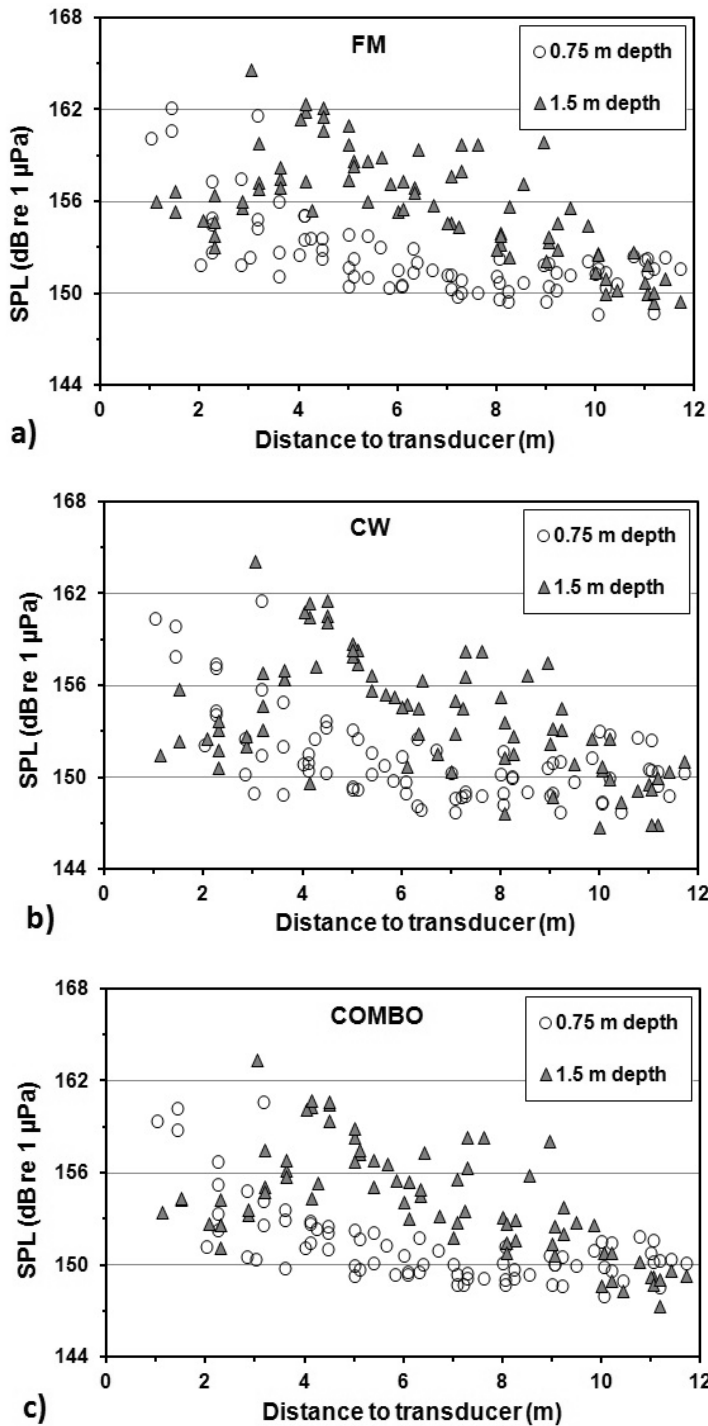 168
162
156
150
144
SPL (dB re 1 µPa)
FM
0.75 m depth
1.5 m depth
0 2 4 6 8 10 12
Distance to transducer (m)
a)
168
162
156
150
144
SPL (dB re 1 µPa)
CW
0.75 m depth
1.5 m depth
0 2 4 6 8 10 12
Distance to transducer (m)
b)
168
162
156
150
144
SPL (dB re 1 µPa)
COMBO
0.75 m depth
1.5 m depth
0 2 4 6 8 10 12
Distance to transducer (m)
c)